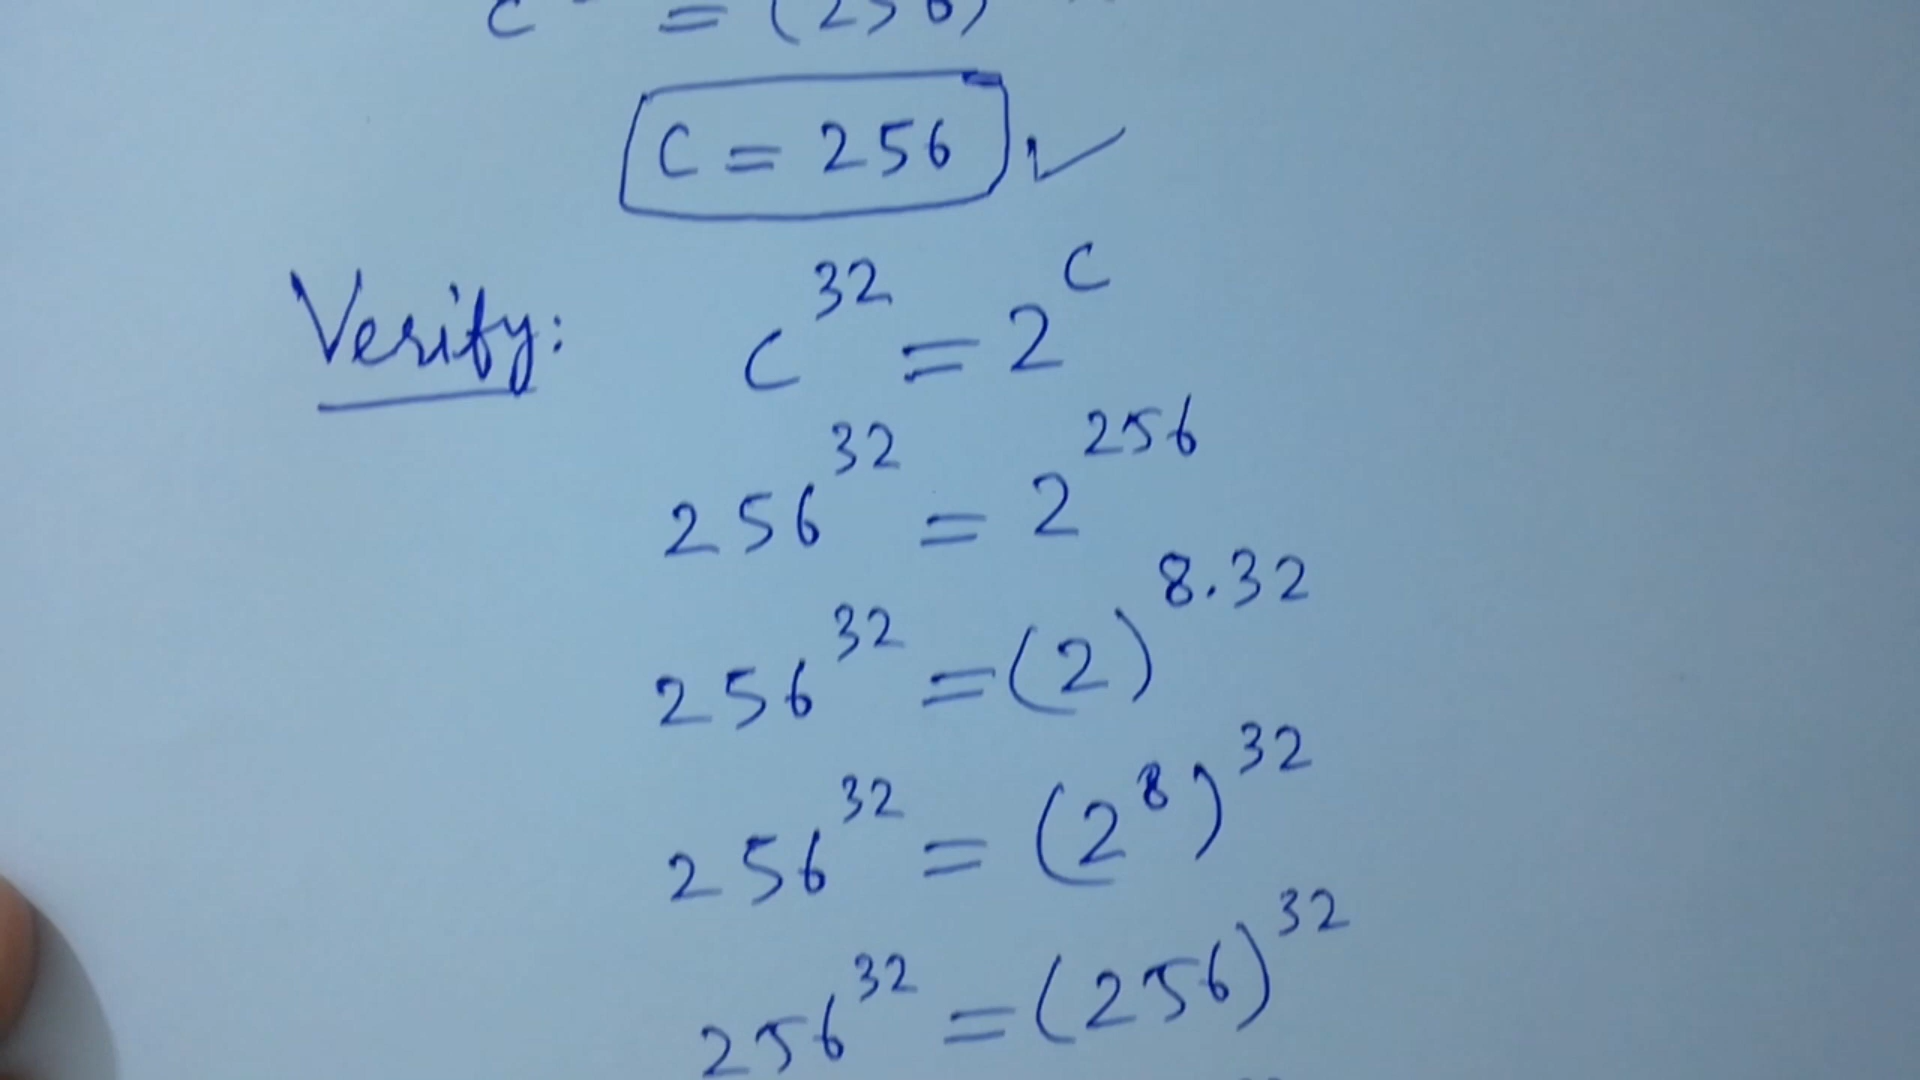 C = (256)
C = 256 ✓
Verify: C^32 = 2^C
256^32 = 2^256
256^32 = (2)^8.32
256^32 = (2^8)^32
256^32 = (256)^32